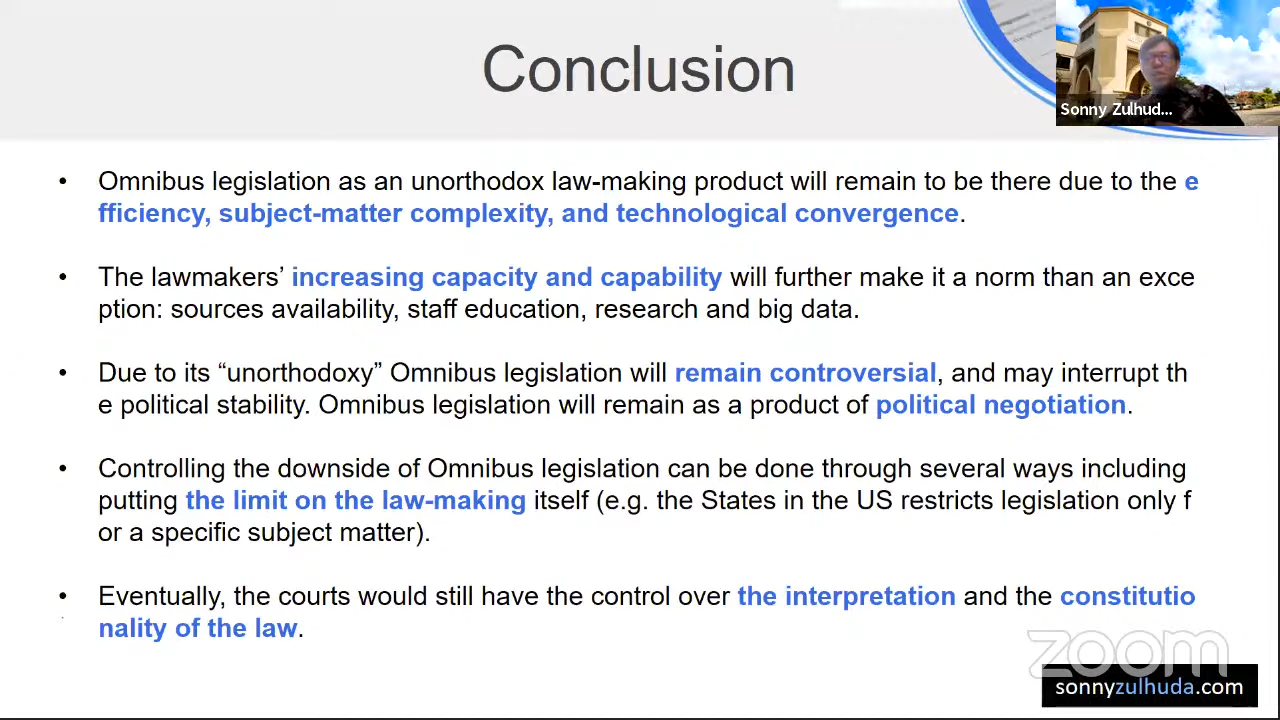 Conclusion
Sonny Zulhud...
• Omnibus legislation as an unorthodox law-making product will remain to be there due to the e
fficiency, subject-matter complexity, and technological convergence.
• The lawmakers’ increasing capacity and capability will further make it a norm than an exce
ption: sources availability, staff education, research and big data.
• Due to its “unorthodoxy” Omnibus legislation will remain controversial, and may interrupt th
e political stability. Omnibus legislation will remain as a product of political negotiation.
• Controlling the downside of Omnibus legislation can be done through several ways including
putting the limit on the law-making itself (e.g. the States in the US restricts legislation only f
or a specific subject matter).
• Eventually, the courts would still have the control over the interpretation and the constitutio
nality of the law.
zoom
sonnyzulhuda.com